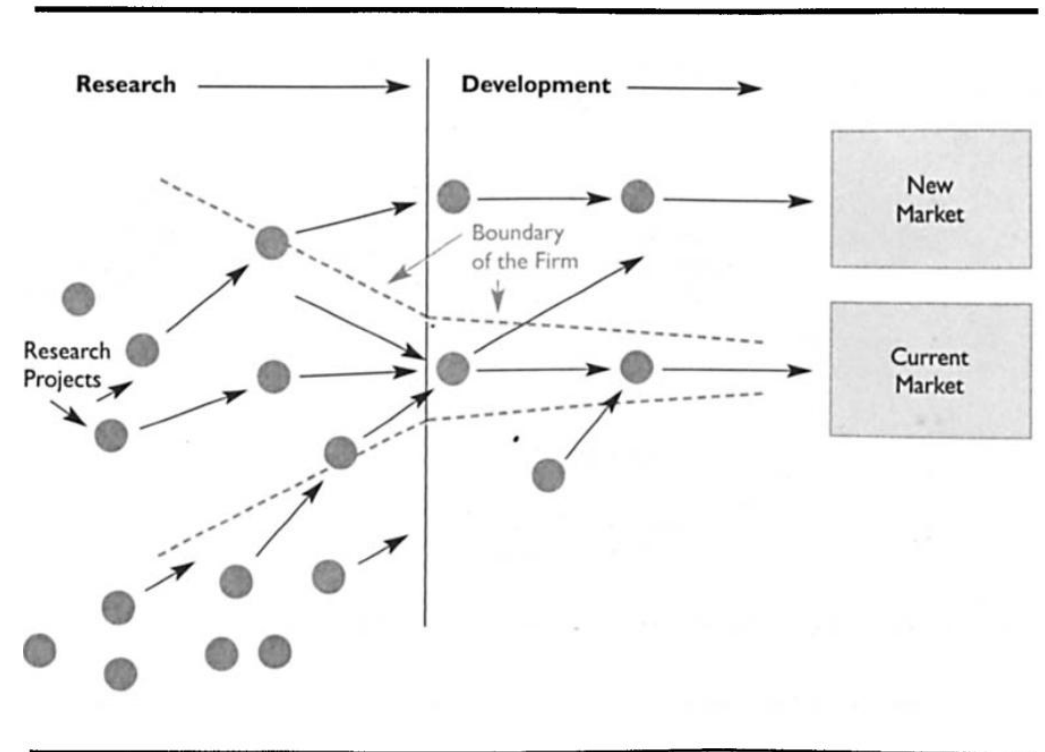 Research
Development
New
Market
Boundary
of the Firm
Research
Projects
Current
Market